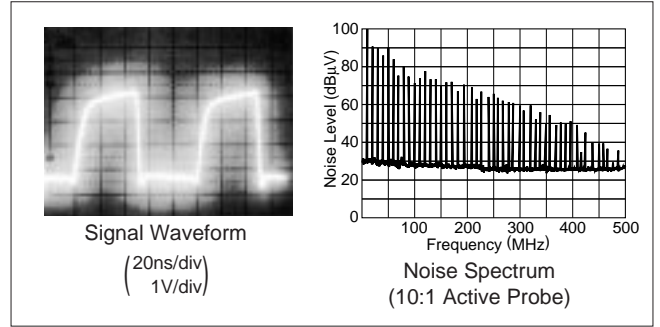 Signal Waveform
(20ns/div
1V/div)
Noise Level (dBμV)
100
80
60
40
20
0
100 200 300 400 500
Frequency (MHz)
Noise Spectrum
(10:1 Active Probe)